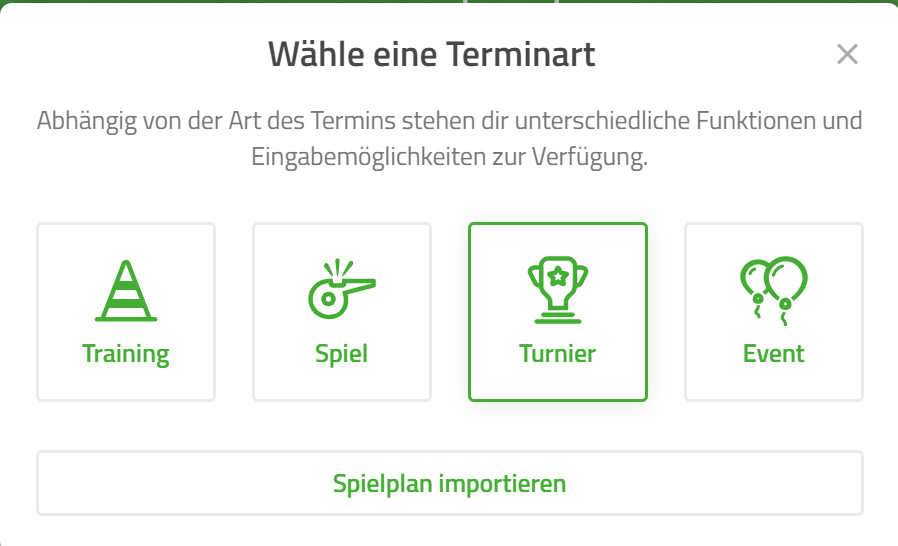 Wähle eine Terminart
Abhängig von der Art des Termins stehen dir unterschiedliche Funktionen und
Eingabemöglichkeiten zur Verfügung.
Training
Spiel
Turnier
Event
Spielplan importieren